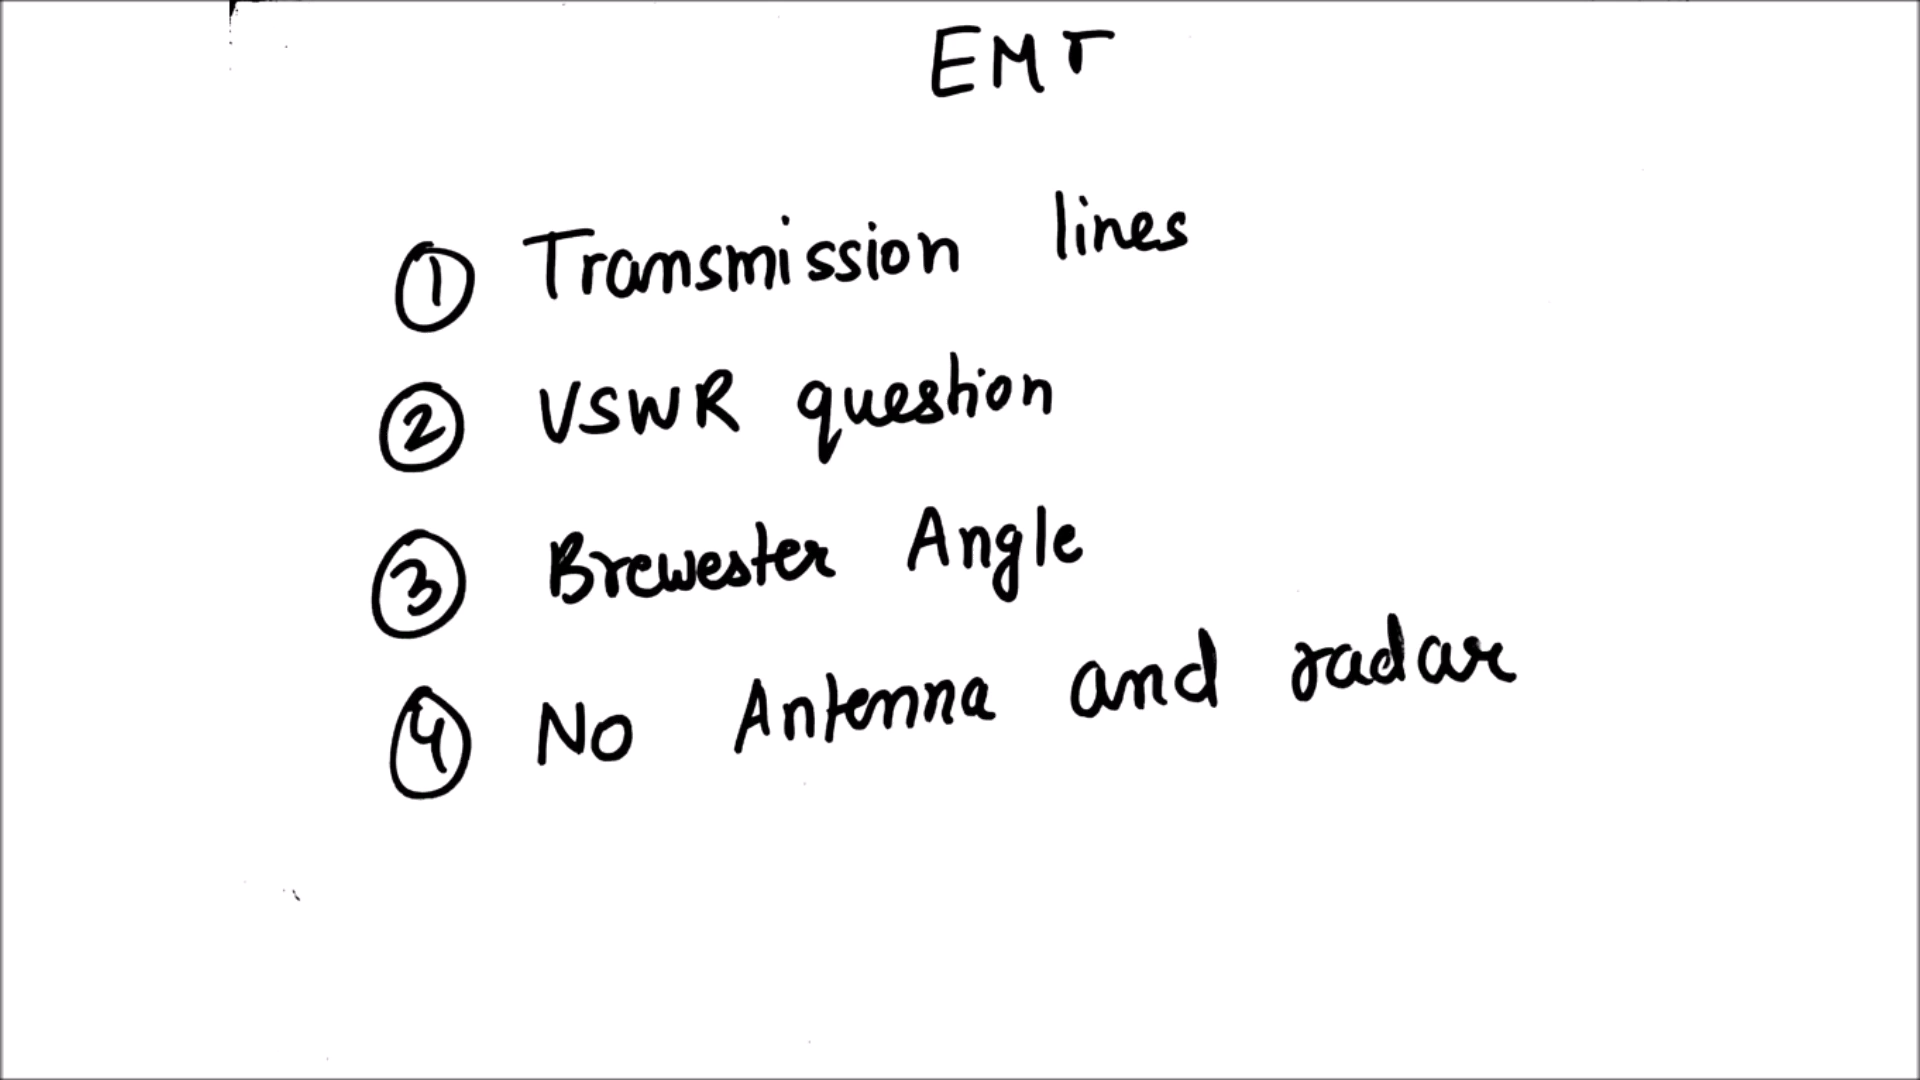 EMT
① Transmission lines
② VSWR question
③ Brewester Angle
④ No Antenna and radar